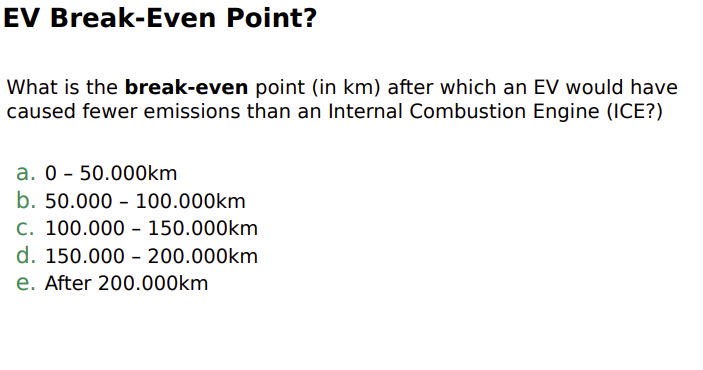 EV Break-Even Point?
What is the break-even point (in km) after which an EV would have
caused fewer emissions than an Internal Combustion Engine (ICE?)
a. 0 – 50.000km
b. 50.000 – 100.000km
c. 100.000 – 150.000km
d. 150.000 – 200.000km
e. After 200.000km